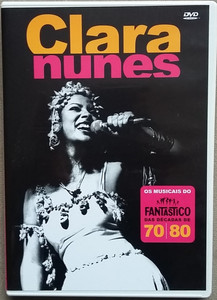 Clara
nunes
DVD
OS MUSICAIS DO
FANTÁSTICO
DAS DÉCADAS DE
70 80